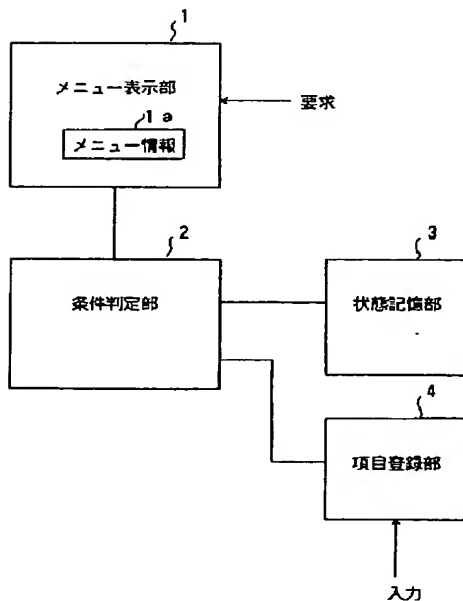 1
メニュー表示部
1a
メニュー情報
要求
2
条件判定部
3
状態記憶部
4
項目登録部
入力